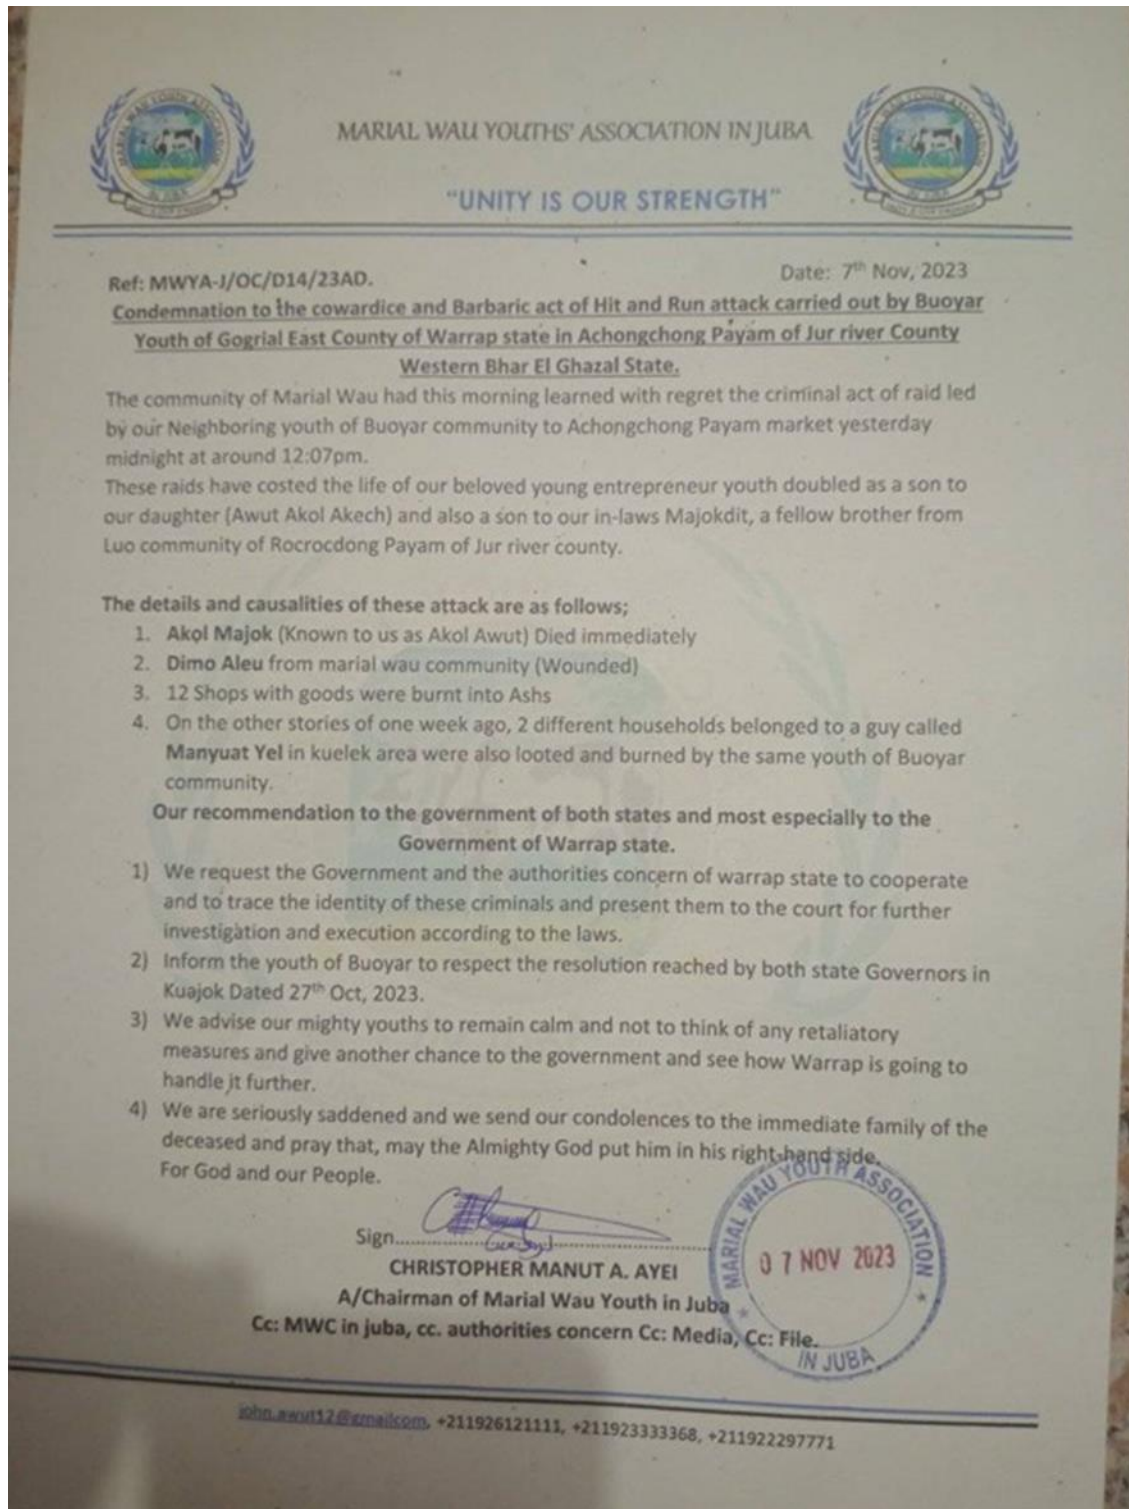 MARIAL WAU YOUTH ASSOCIATION
IN JUBA
MARIAL WAU YOUTHS' ASSOCIATION IN JUBA
"UNITY IS OUR STRENGTH"
MARIAL WAU YOUTH ASSOCIATION
IN JUBA
Ref: MWYA-J/OC/D14/23AD.
Date: 7th Nov, 2023
Condemnation to the cowardice and Barbaric act of Hit and Run attack carried out by Buoyar
Youth of Gogrial East County of Warrap state in Achongchong Payam of Jur river County
Western Bhar El Ghazal State.
The community of Marial Wau had this morning learned with regret the criminal act of raid led
by our Neighboring youth of Buoyar community to Achongchong Payam market yesterday
midnight at around 12:07pm.
These raids have costed the life of our beloved young entrepreneur youth doubled as a son to
our daughter (Awut Akol Akech) and also a son to our in-laws Majokdit, a fellow brother from
Luo community of Rocrocdong Payam of Jur river county.
The details and causalities of these attack are as follows;
1. Akol Majok (Known to us as Akol Awut) Died immediately
2. Dimo Aleu from marial wau community (Wounded)
3. 12 Shops with goods were burnt into Ashs
4. On the other stories of one week ago, 2 different households belonged to a guy called
Manyuat Yel in kuelek area were also looted and burned by the same youth of Buoyar
community.
Our recommendation to the government of both states and most especially to the
Government of Warrap state.
1) We request the Government and the authorities concern of warrap state to cooperate
and to trace the identity of these criminals and present them to the court for further
investigation and execution according to the laws.
2) Inform the youth of Buoyar to respect the resolution reached by both state Governors in
Kuajok Dated 27th Oct, 2023.
3) We advise our mighty youths to remain calm and not to think of any retaliatory
measures and give another chance to the government and see how Warrap is going to
handle it further.
4) We are seriously saddened and we send our condolences to the immediate family of the
deceased and pray that, may the Almighty God put him in his right-hand side.
For God and our People.
Sign
CHRISTOPHER MANUT A. AYEI
A/Chairman of Marial Wau Youth in Juba
Cc: MWC in juba, cc. authorities concern Cc: Media, Cc: File.
MARIAL WAU YOUTH ASSOCIATION
07 NOV 2023
IN JUBA
john.awut12@gmailcom, +211926121111, +211923333368, +211922297771